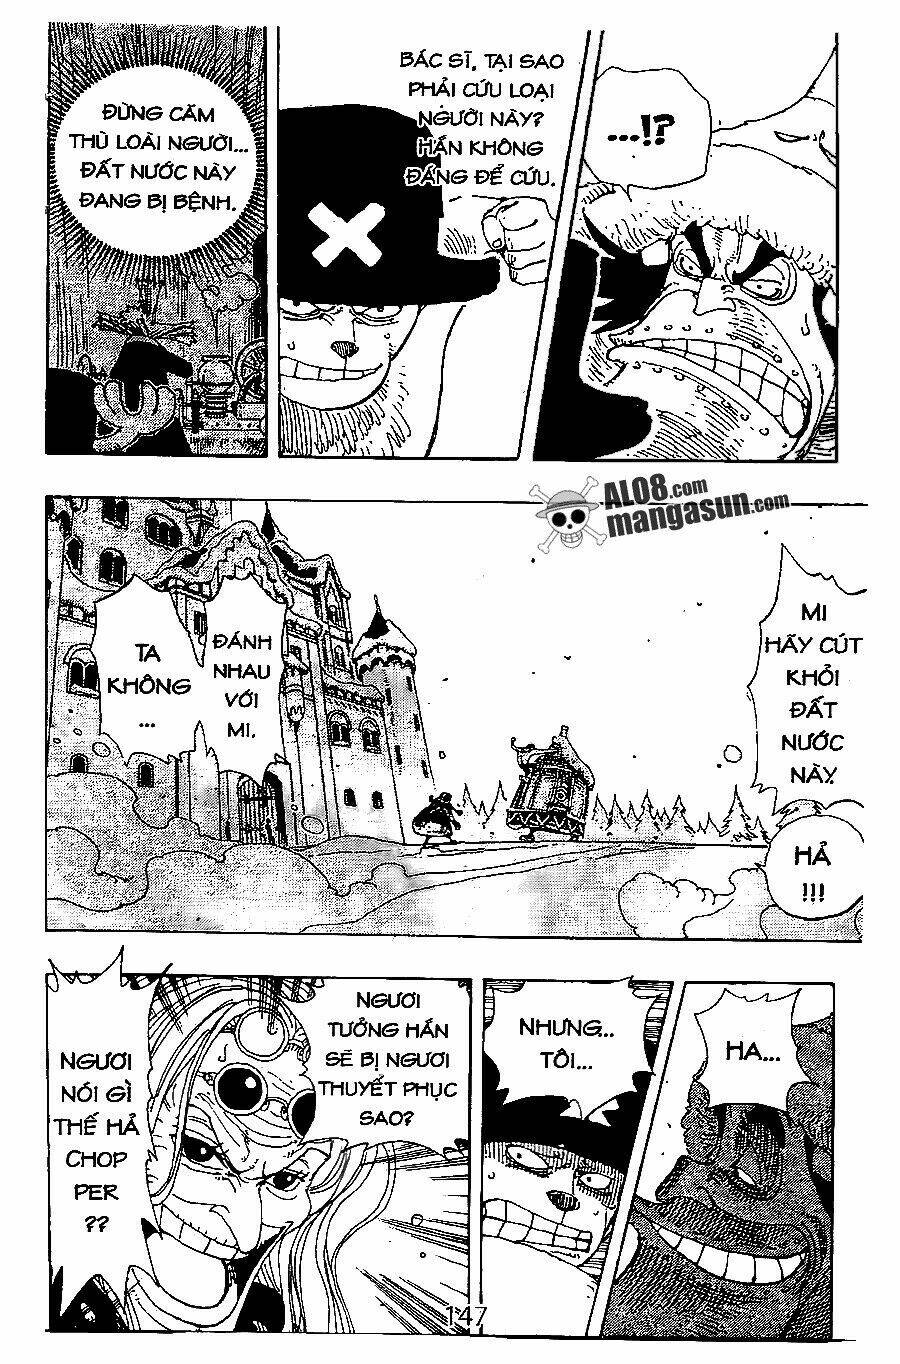 ...!?
BÁC SĨ, TẠI SAO
PHẢI CỨU LOẠI
NGƯỜI NÀY?
HẮN KHÔNG
ĐÁNG ĐỂ CỨU.
ĐỪNG CĂM
THÙ LOÀI NGƯỜI...
ĐẤT NƯỚC NÀY
ĐANG BỊ BỆNH.
ALO8.com
mangasun.com
MI
HÃY CÚT
KHỎI
ĐẤT
NƯỚC
NÀY.
HẢ
!!!
ĐÁNH
NHAU
VỚI
MI.
TA
KHÔNG
...
HA...
NHƯNG..
TÔI...
NGƯƠI
TƯỞNG HẮN
SẼ BỊ NGƯƠI
THUYẾT PHỤC
SAO?
NGƯƠI
NÓI GÌ
THẾ HẢ
CHOP
PER
??
147